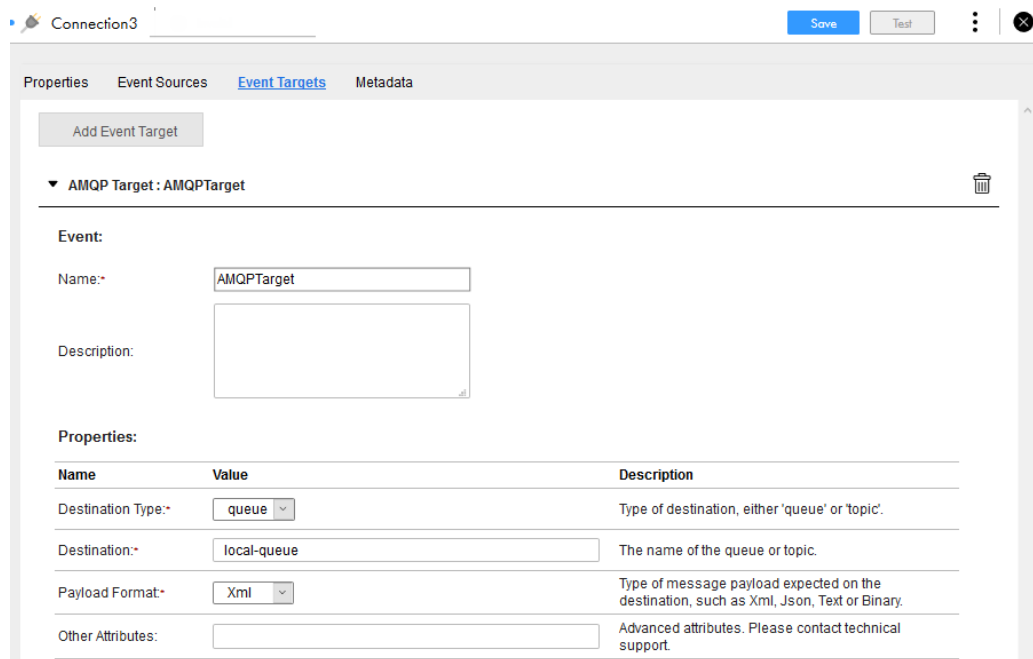 Connection3
Save
Test
Properties Event Sources Event Targets Metadata
Add Event Target
AMQP Target : AMQPTarget
Event:
Name:*
AMQPTarget
Description:
Properties:
Name Value Description
Destination Type:* queue Type of destination, either 'queue' or 'topic'.
Destination:* local-queue The name of the queue or topic.
Payload Format:* Xml Type of message payload expected on the
destination, such as Xml, Json, Text or Binary.
Other Attributes: Advanced attributes. Please contact technical
support.